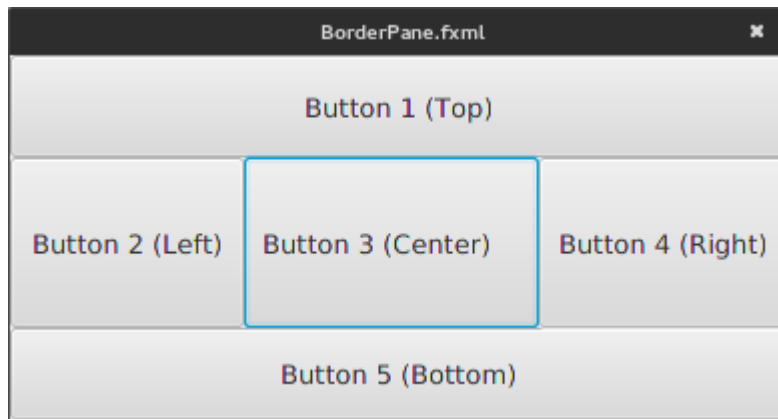 BorderPane.fxml
Button 1 (Top)
Button 2 (Left)
Button 3 (Center)
Button 4 (Right)
Button 5 (Bottom)